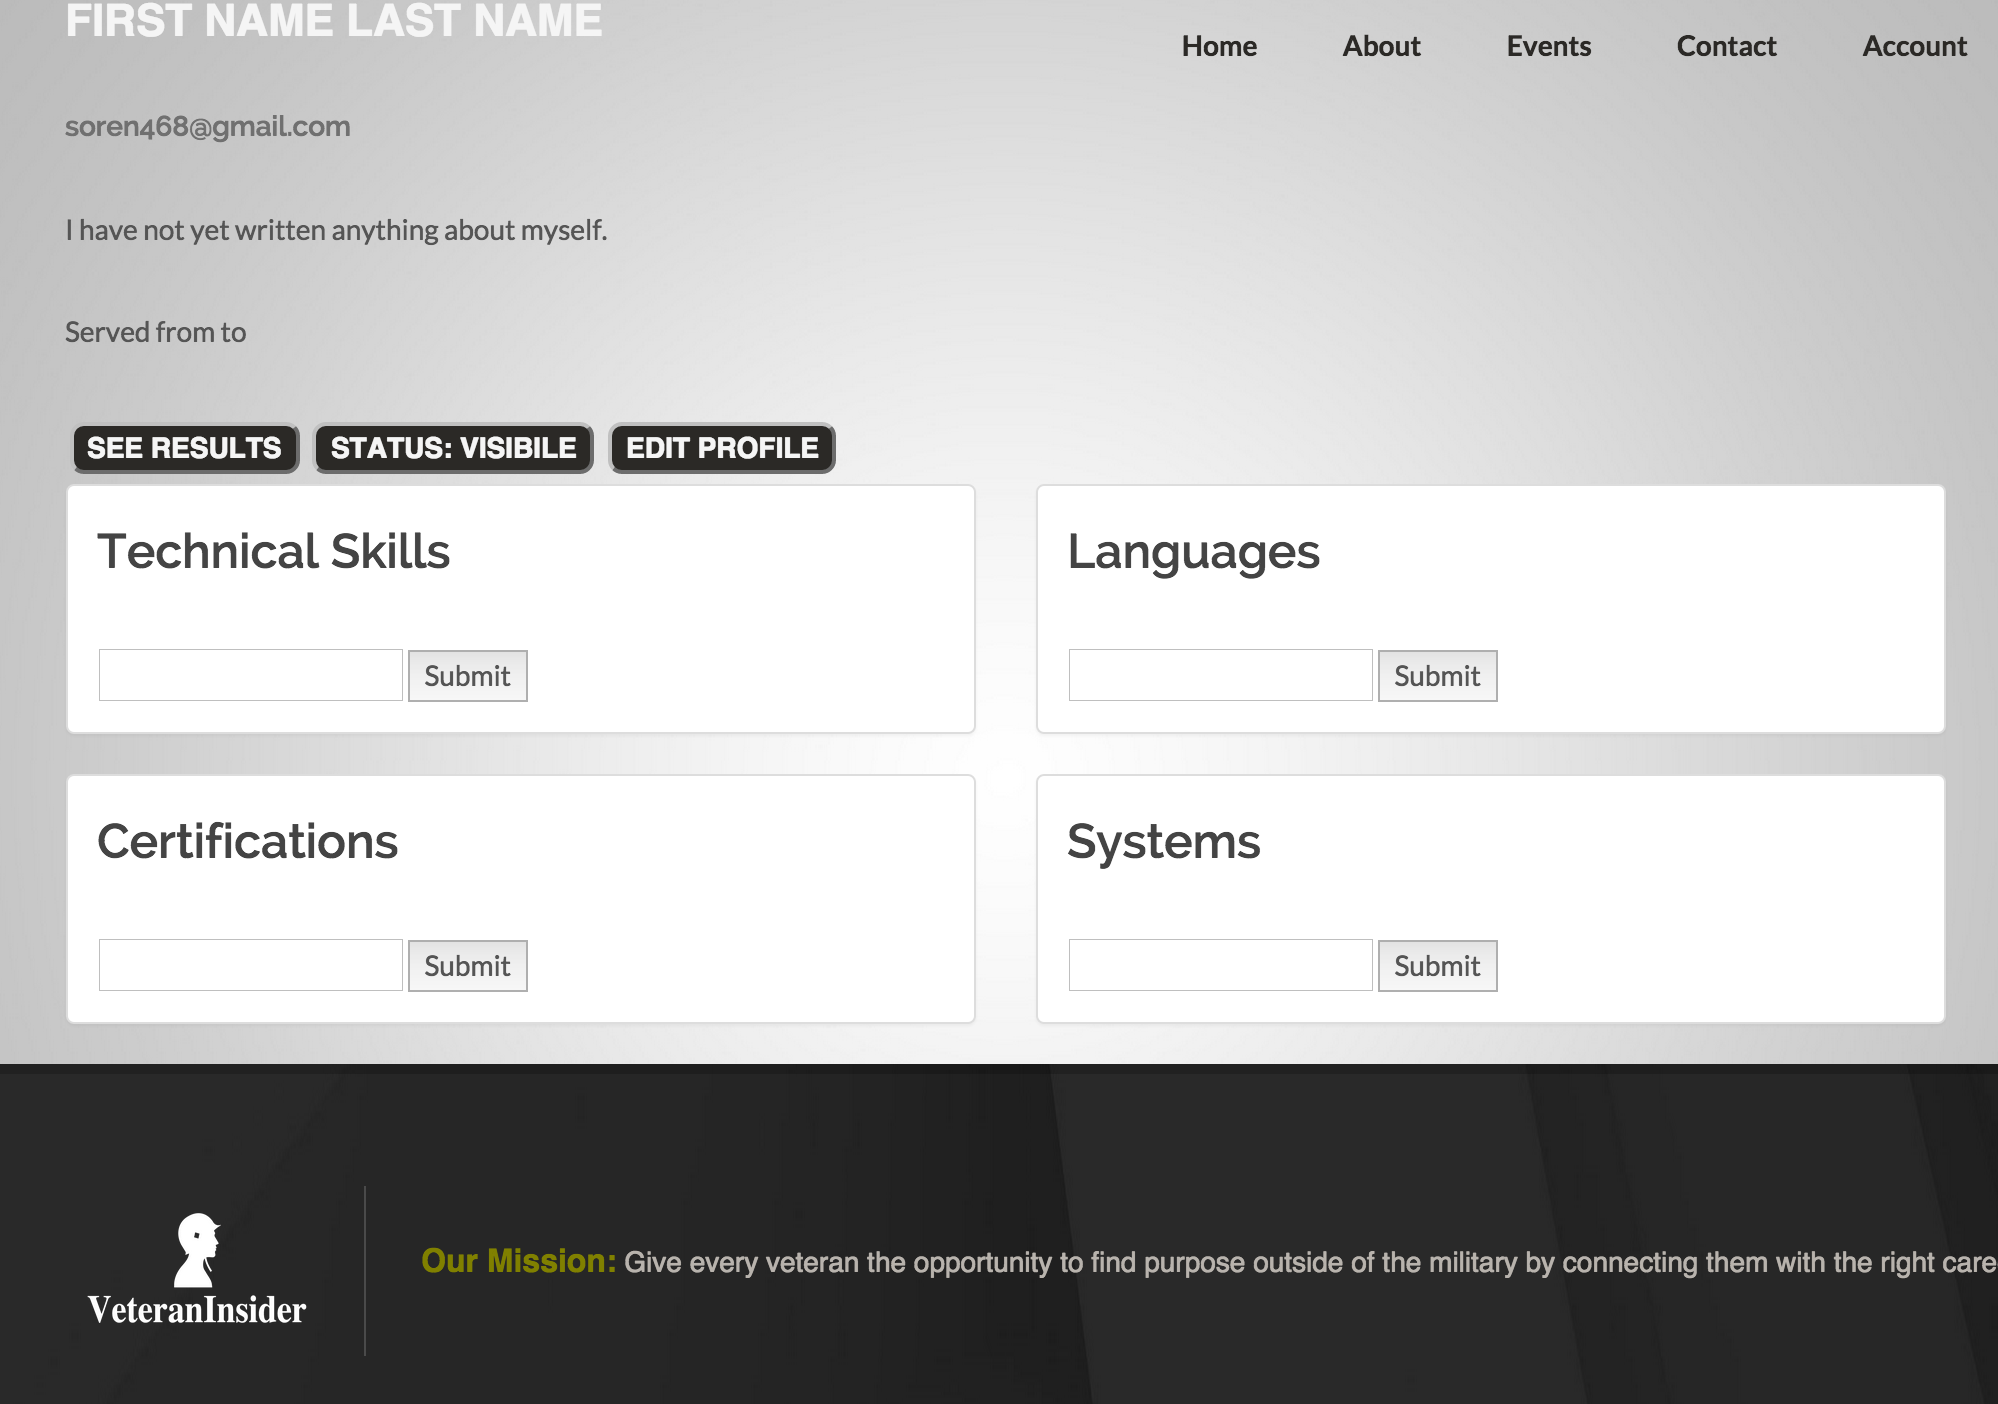 FIRST NAME LAST NAME
Home About Events Contact Account
soren468@gmail.com
I have not yet written anything about myself.
Served from to
SEE RESULTS STATUS: VISIBILE EDIT PROFILE
Technical Skills
Submit
Languages
Submit
Certifications
Submit
Systems
Submit
VeteranInsider
Our Mission: Give every veteran the opportunity to find purpose outside of the military by connecting them with the right care